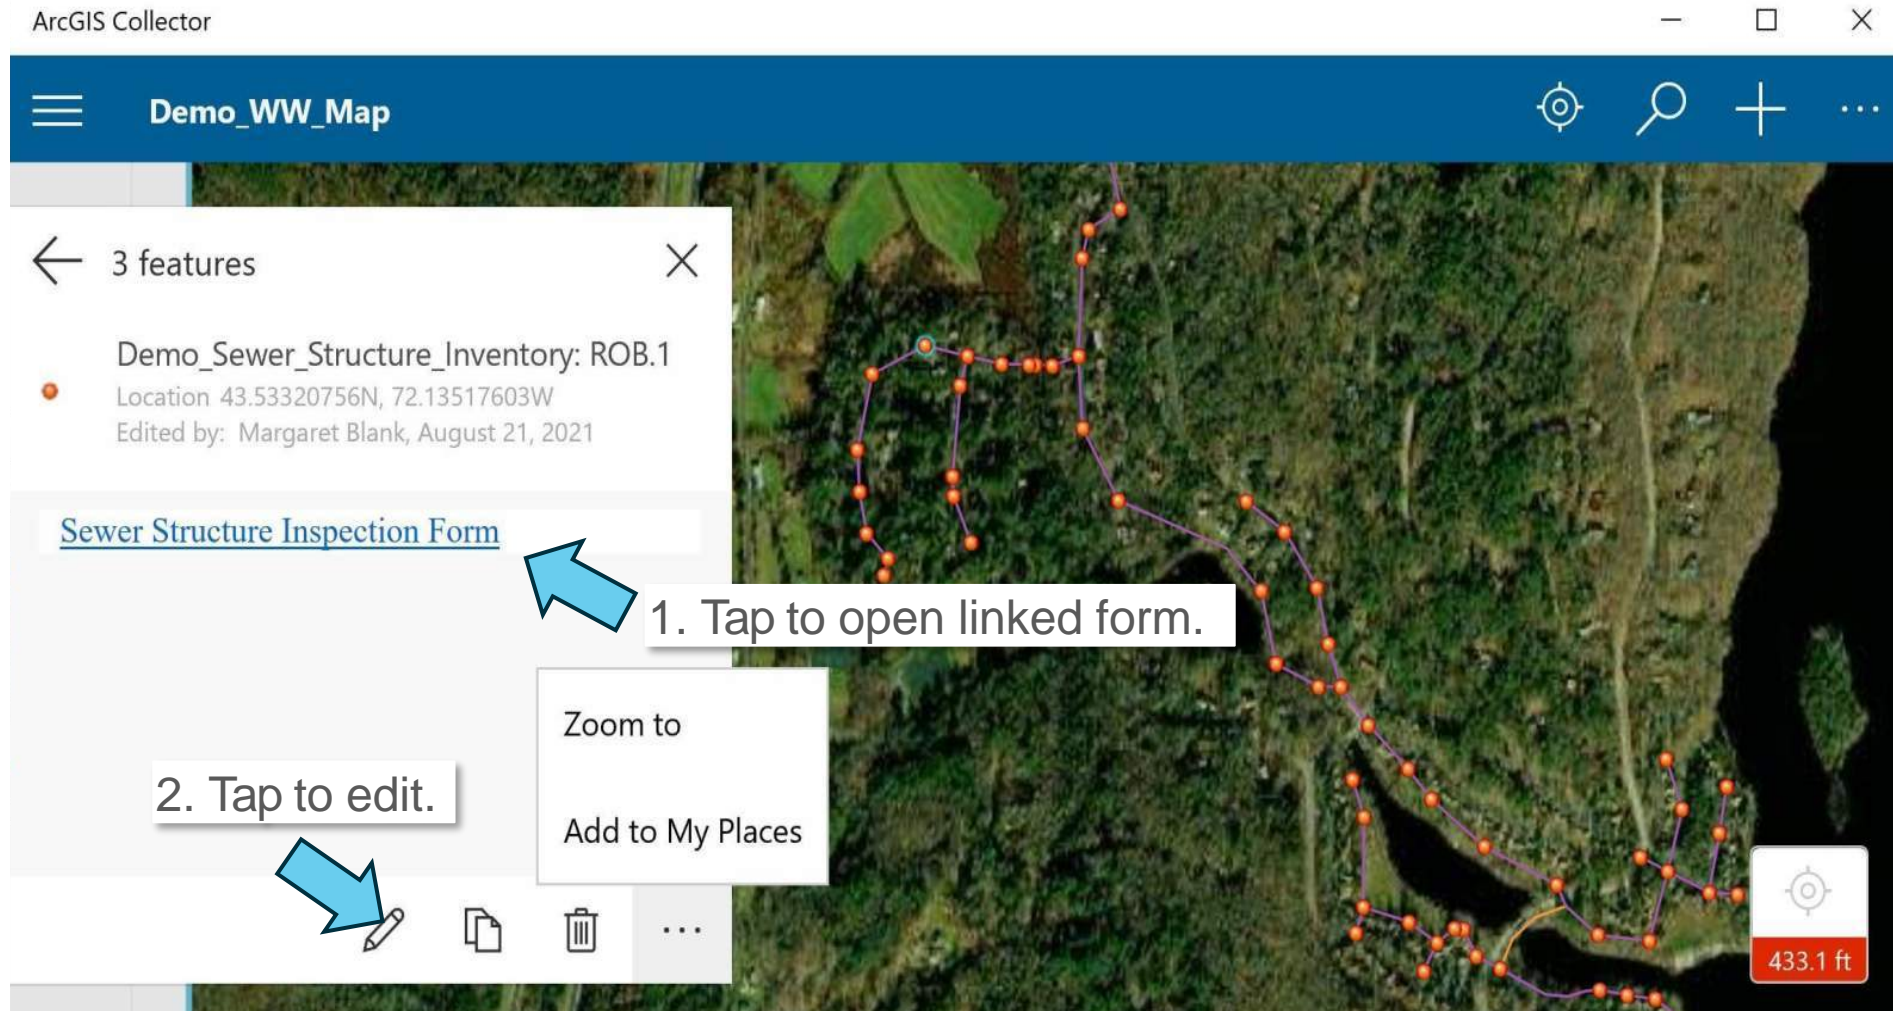 ArcGIS Collector
Demo_WW_Map
3 features
Demo_Sewer_Structure_Inventory: ROB.1
Location 43.53320756N, 72.13517603W
Edited by: Margaret Blank, August 21, 2021
Sewer Structure Inspection Form
1. Tap to open linked form.
Zoom to
2. Tap to edit.
Add to My Places
433.1 ft